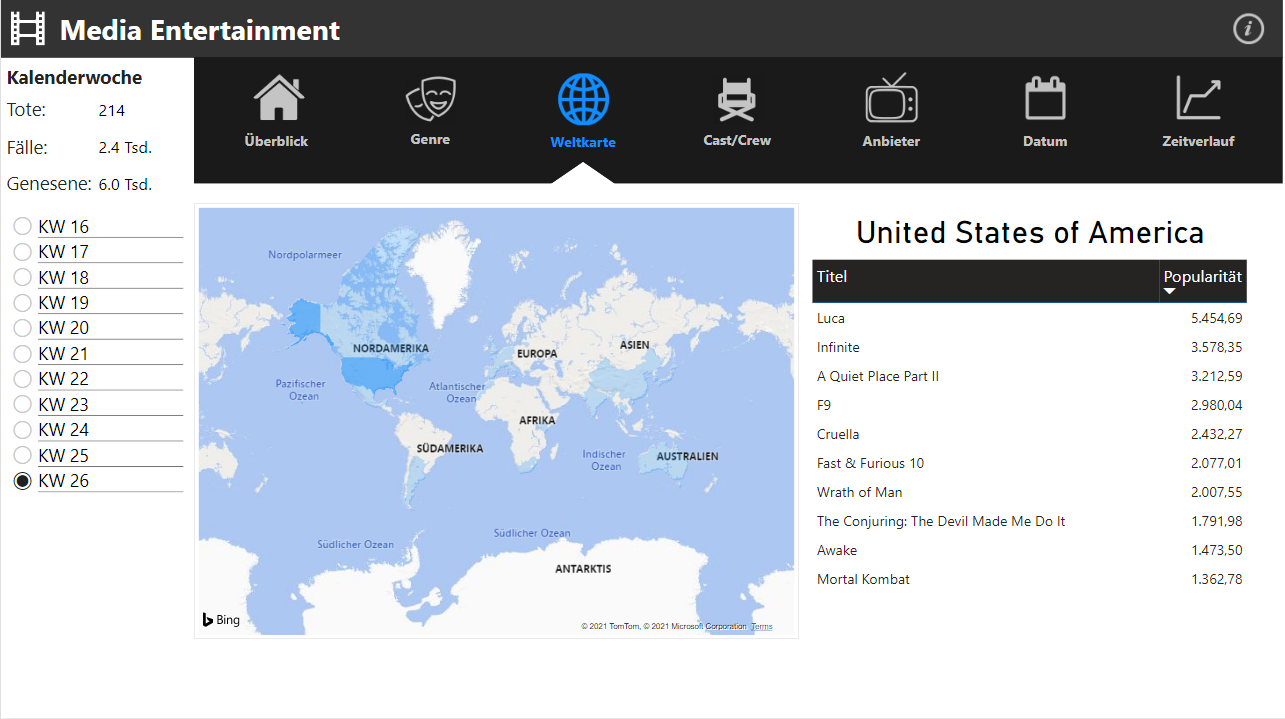 Media Entertainment
i
Kalenderwoche
Tote: 214
Fälle: 2.4 Tsd.
Genesene: 6.0 Tsd.
KW 16
KW 17
KW 18
KW 19
KW 20
KW 21
KW 22
KW 23
KW 24
KW 25
KW 26
Überblick
Genre
Weltkarte
Cast/Crew
Anbieter
Datum
Zeitverlauf
Nordpolarmeer
NORDAMERIKA
EUROPA
ASIEN
Pazifischer
Ozean
Atlantischer
Ozean
AFRIKA
SÜDAMERIKA
Indischer
Ozean
AUSTRALIEN
Südlicher Ozean
Südlicher Ozean
ANTARKTIS
Bing
© 2021 TomTom, © 2021 Microsoft Corporation Terms
United States of America
Titel Popularität
Luca 5.454,69
Infinite 3.578,35
A Quiet Place Part II 3.212,59
F9 2.980,04
Cruella 2.432,27
Fast & Furious 10 2.077,01
Wrath of Man 2.007,55
The Conjuring: The Devil Made Me Do It 1.791,98
Awake 1.473,50
Mortal Kombat 1.362,78